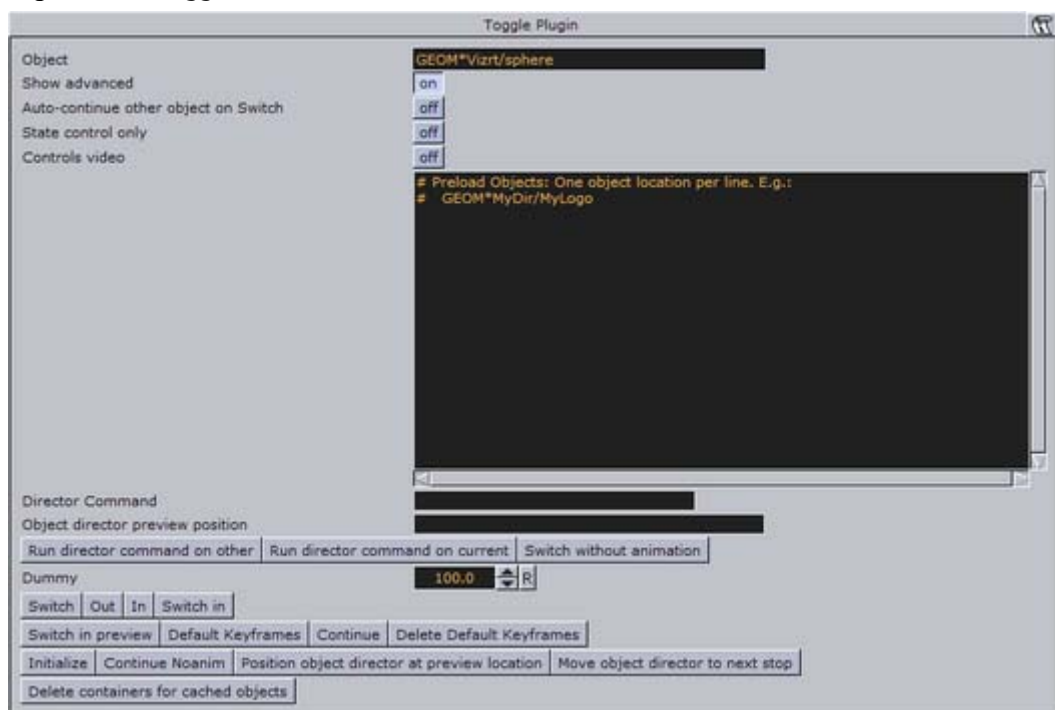 Toggle Plugin
Object GEOM*Vizrt/sphere
Show advanced on
Auto-continue other object on Switch off
State control only off
Controls video off
# Preload Objects: One object location per line. E.g.:
# GEOM*MyDir/MyLogo
Director Command
Object director preview position
Run director command on other Run director command on current Switch without animation
Dummy 100.0 R
Switch Out In Switch in
Switch in preview Default Keyframes Continue Delete Default Keyframes
Initialize Continue Noanim Position object director at preview location Move object director to next stop
Delete containers for cached objects